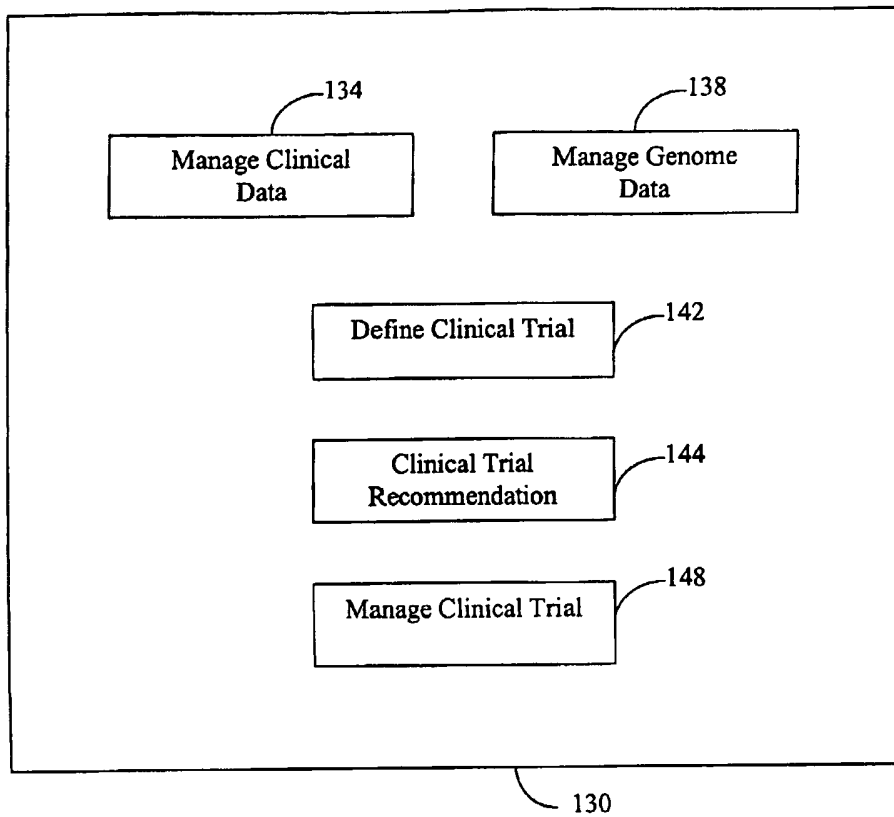 134
138
Manage Clinical
Data
Manage Genome
Data
142
Define Clinical Trial
144
Clinical Trial
Recommendation
148
Manage Clinical Trial
130